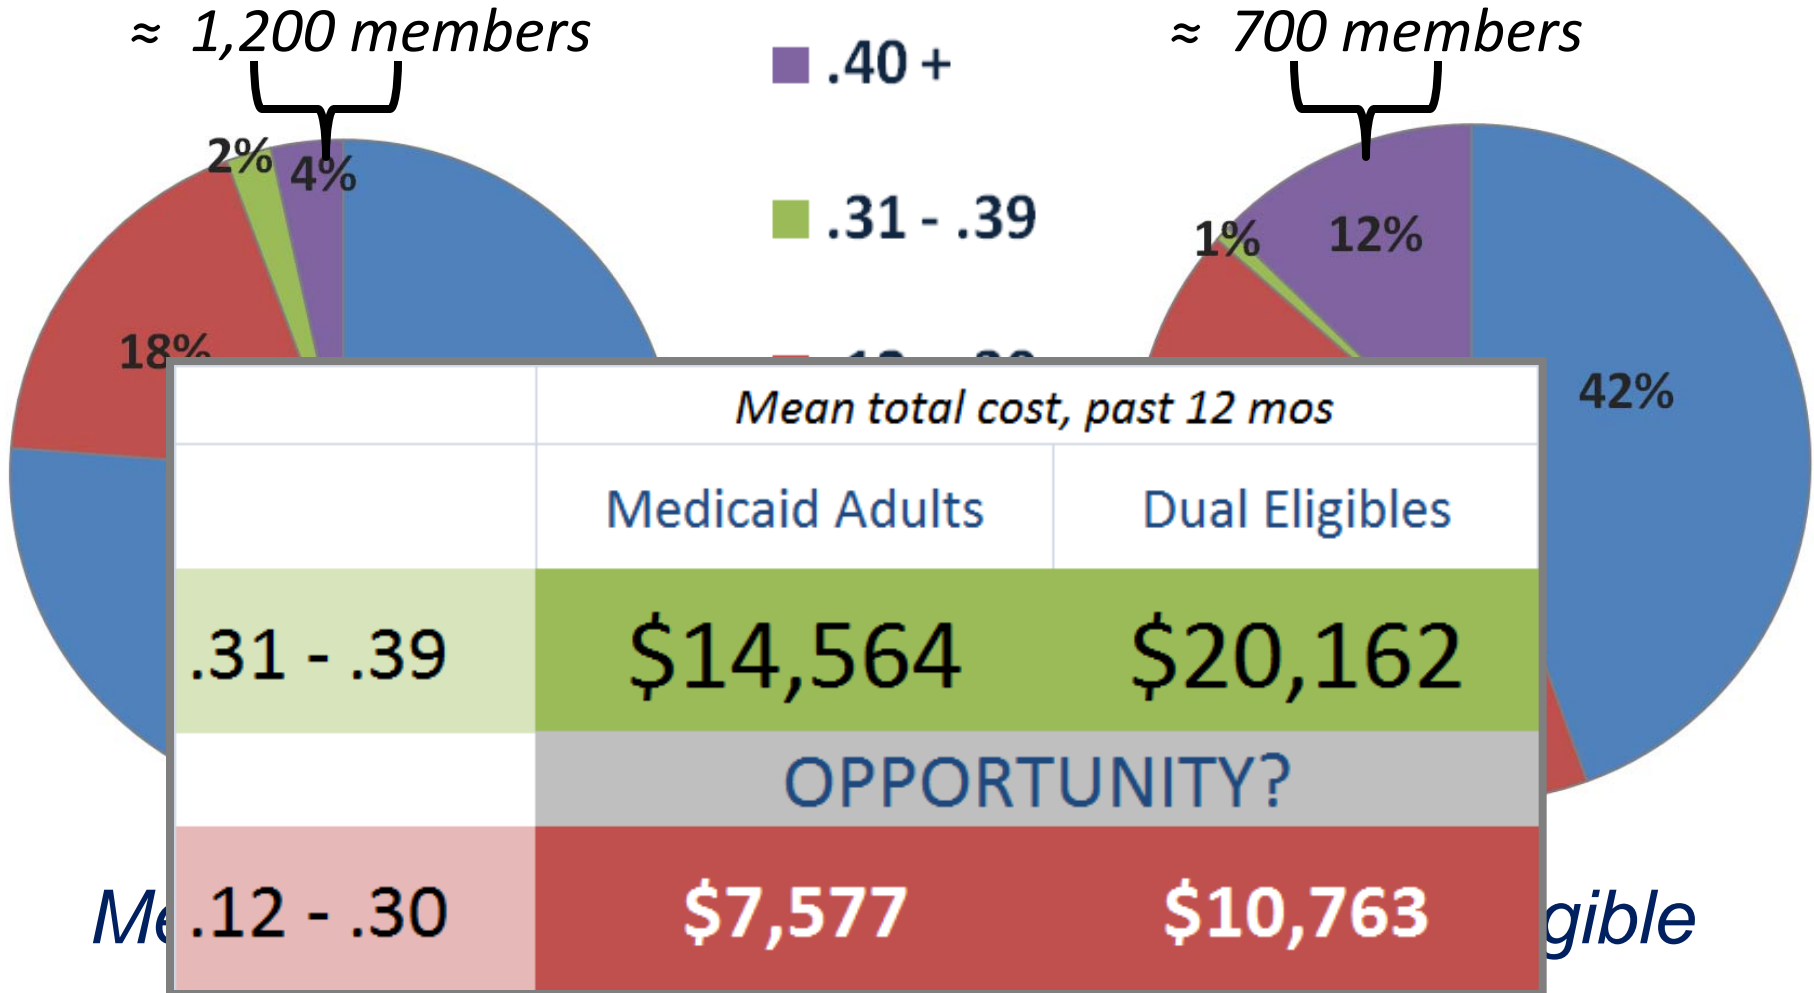 ≈ 1,200 members
≈ 700 members
.40 +
.31 - .39
2%
4%
18%
1%
12%
42%
Mean total cost, past 12 mos
Medicaid Adults Dual Eligibles
.31 - .39 $14,564 $20,162
OPPORTUNITY?
.12 - .30 $7,577 $10,763